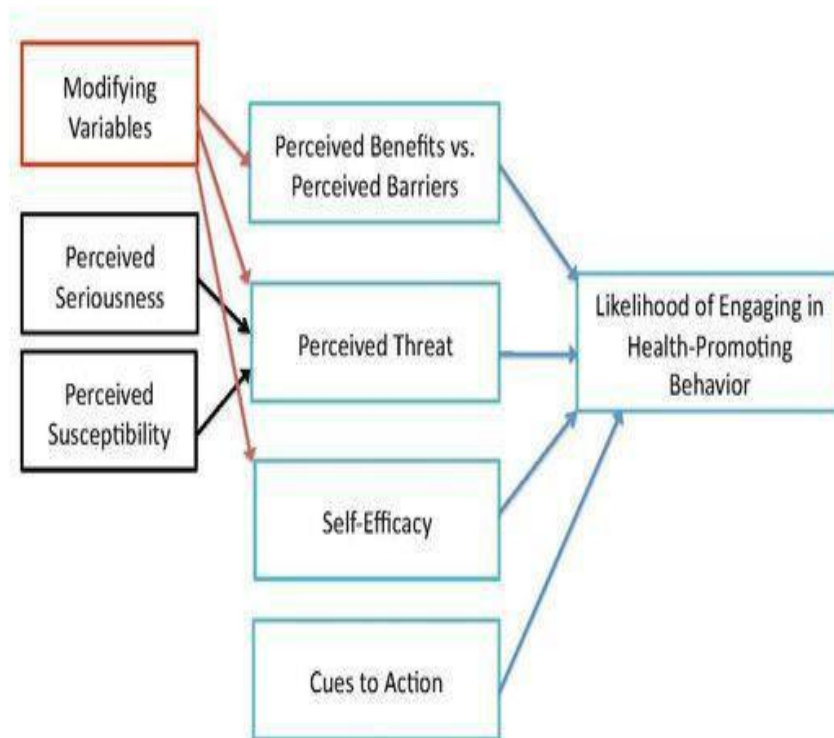 Modifying
Variables
Perceived Benefits vs.
Perceived Barriers
Perceived
Seriousness
Perceived Threat
Likelihood of Engaging in
Health-Promoting
Behavior
Perceived
Susceptibility
Self-Efficacy
Cues to Action